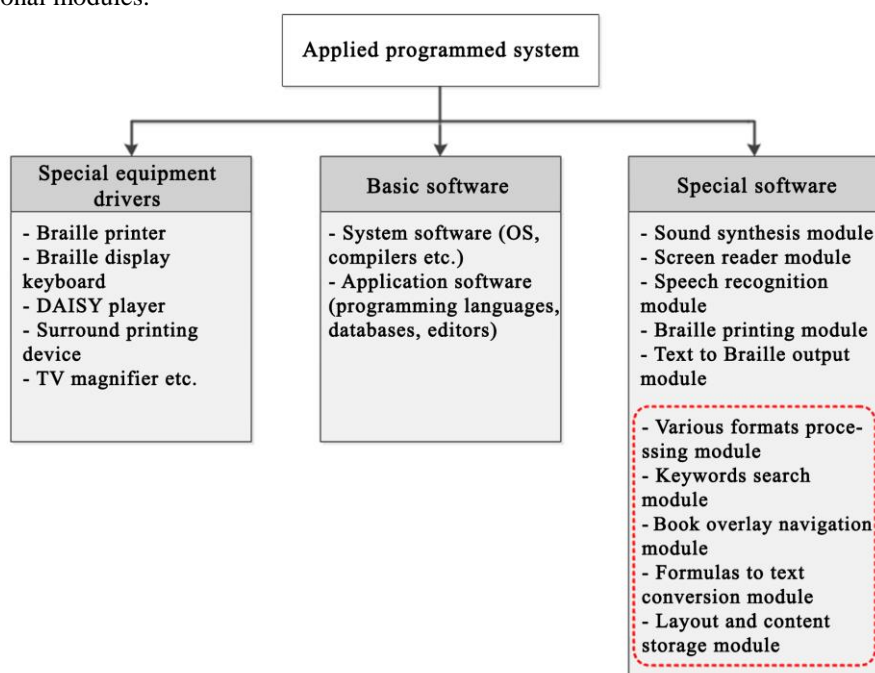 onal modules.
Applied programmed system
Special equipment
drivers
- Braille printer
- Braille display
keyboard
- DAISY player
- Surround printing
device
- TV magnifier etc.
Basic software
- System software (OS,
compilers etc.)
- Application software
(programming languages,
databases, editors)
Special software
- Sound synthesis module
- Screen reader module
- Speech recognition
module
- Braille printing module
- Text to Braille output
module
- Various formats proce-
ssing module
- Keywords search
module
- Book overlay navigation
module
- Formulas to text
conversion module
- Layout and content
storage module